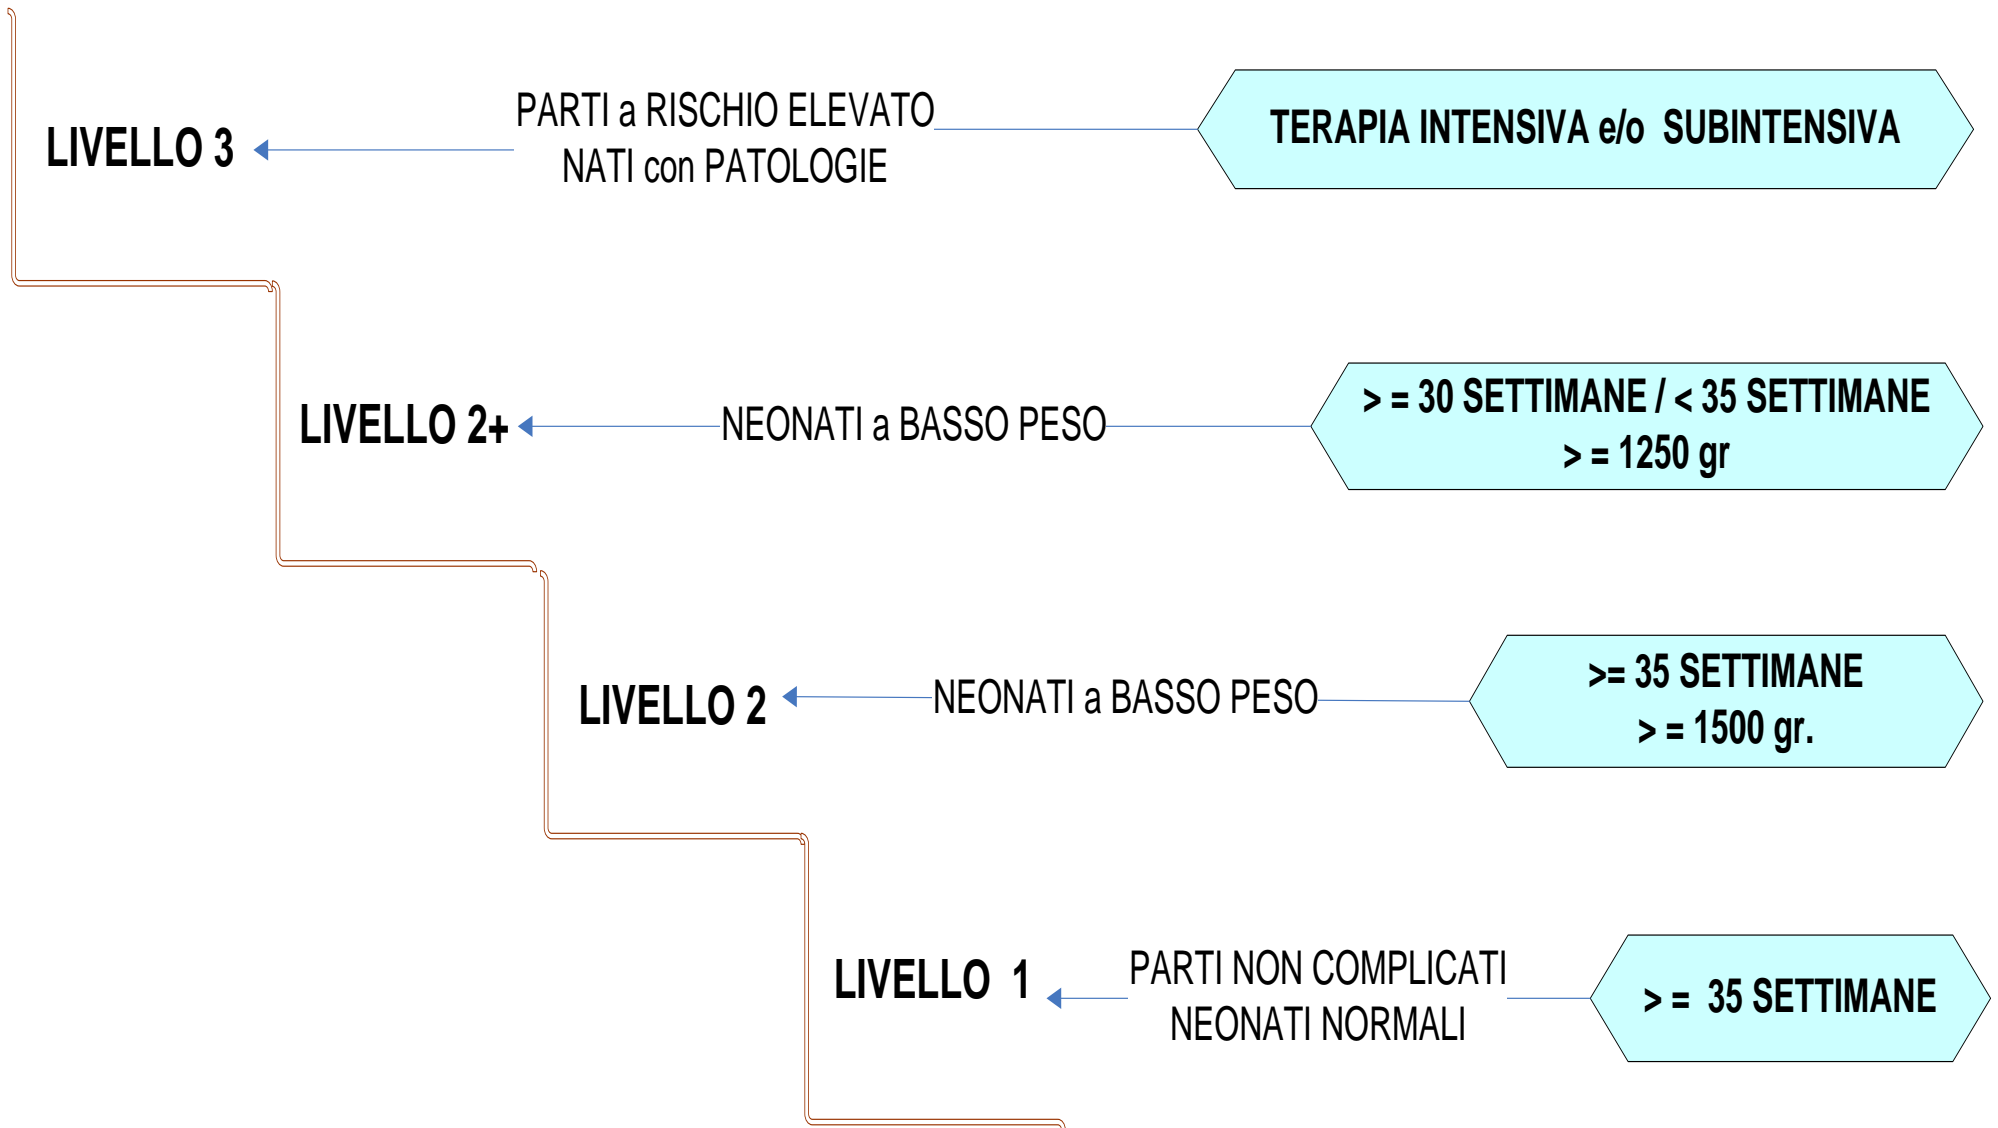 LIVELLO 3
PARTI a RISCHIO ELEVATO
NATI con PATOLOGIE
TERAPIA INTENSIVA e/o  SUBINTENSIVA
LIVELLO 2+
NEONATI a BASSO PESO
> = 30 SETTIMANE / < 35 SETTIMANE
> = 1250 gr
LIVELLO 2
NEONATI a BASSO PESO
>= 35 SETTIMANE
> = 1500 gr.
LIVELLO  1
PARTI NON COMPLICATI
NEONATI NORMALI
> =  35 SETTIMANE